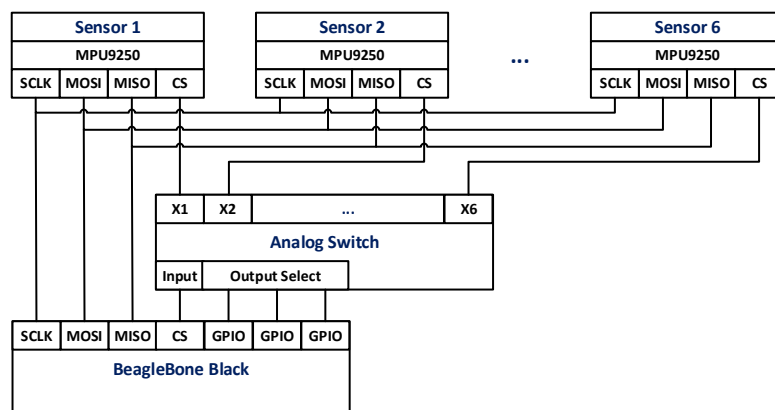 Sensor 1
MPU9250
SCLK MOSI MISO CS
Sensor 2
MPU9250
SCLK MOSI MISO CS
...
Sensor 6
MPU9250
SCLK MOSI MISO CS
X1 X2 ... X6
Analog Switch
Input Output Select
SCLK MOSI MISO CS GPIO GPIO GPIO
BeagleBone Black